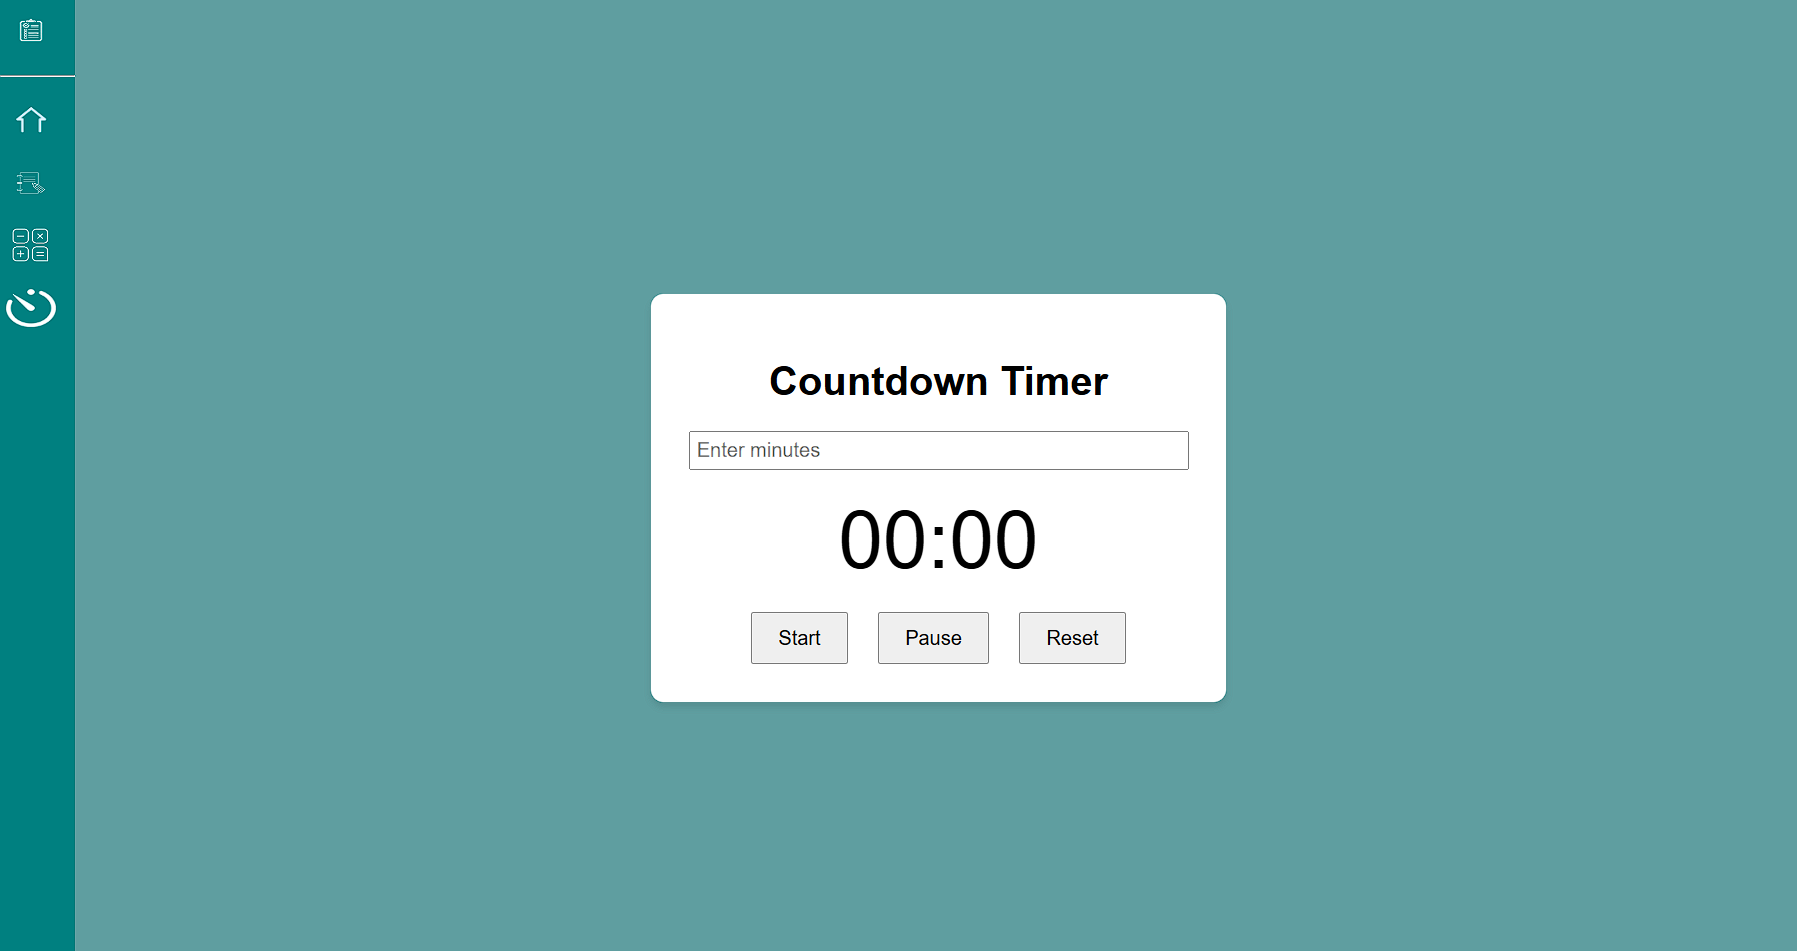 Countdown Timer
Enter minutes
00:00
Start Pause Reset